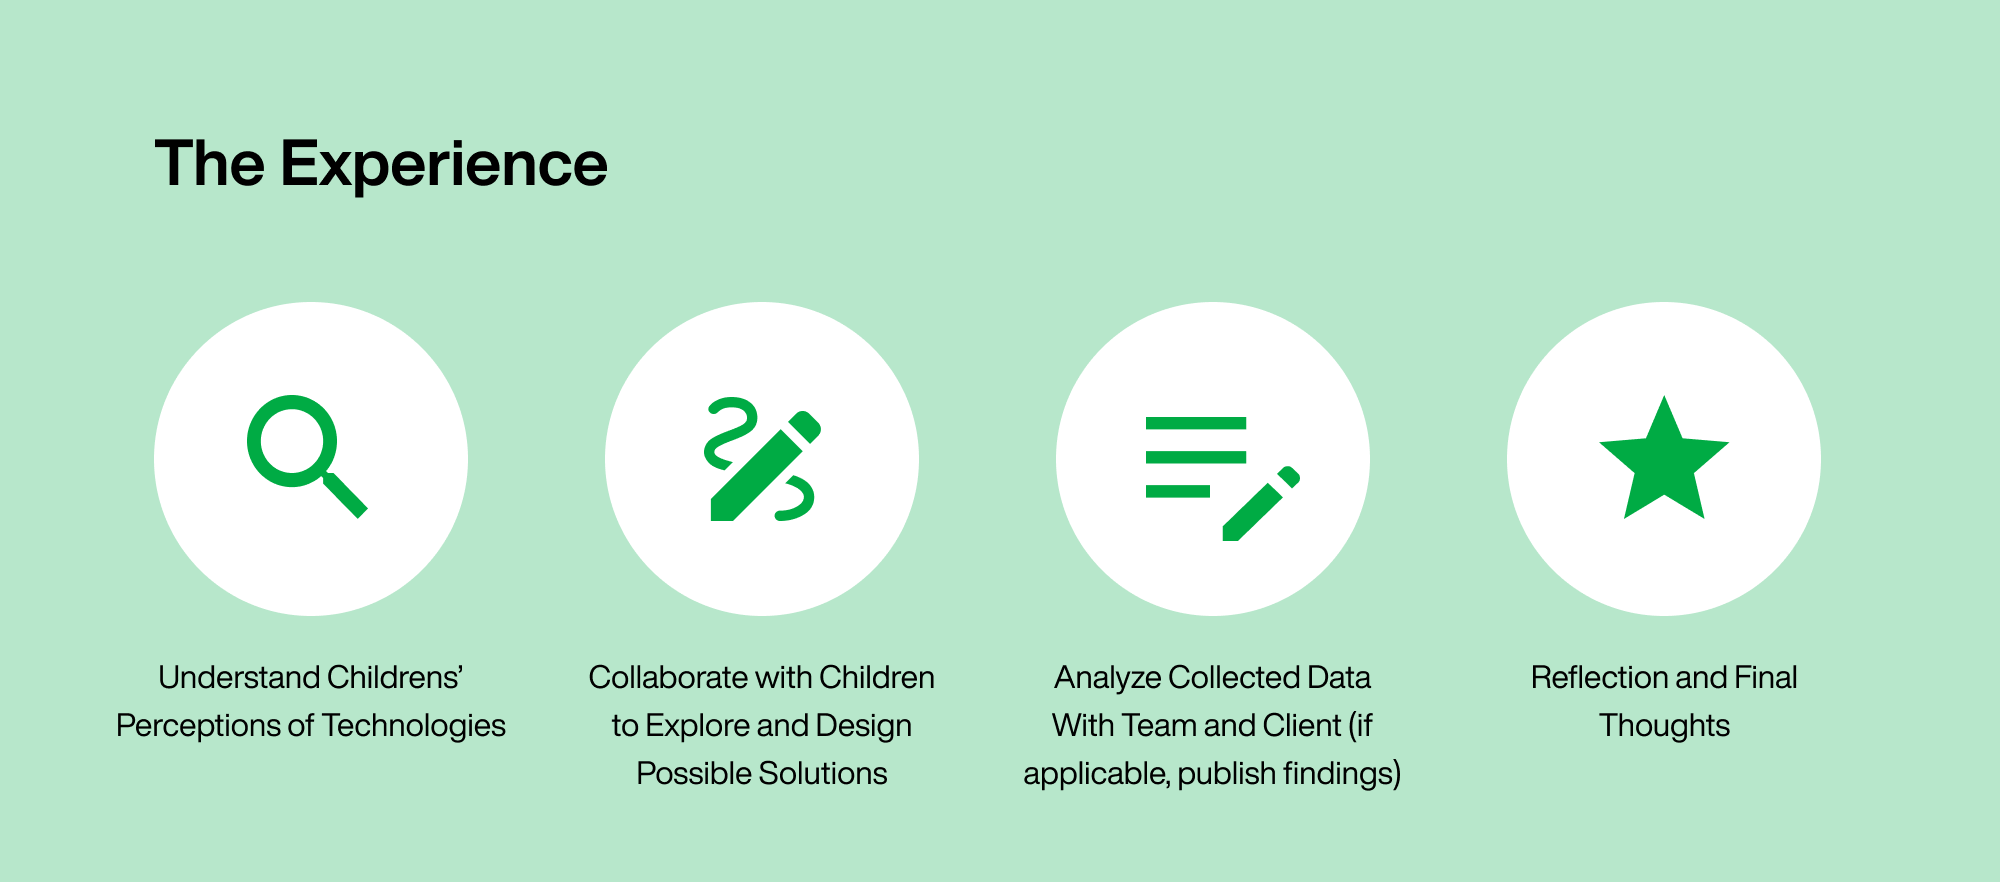 The Experience
Understand Childrens’
Perceptions of Technologies
Collaborate with Children
to Explore and Design
Possible Solutions
Analyze Collected Data
With Team and Client (if
applicable, publish findings)
Reflection and Final
Thoughts